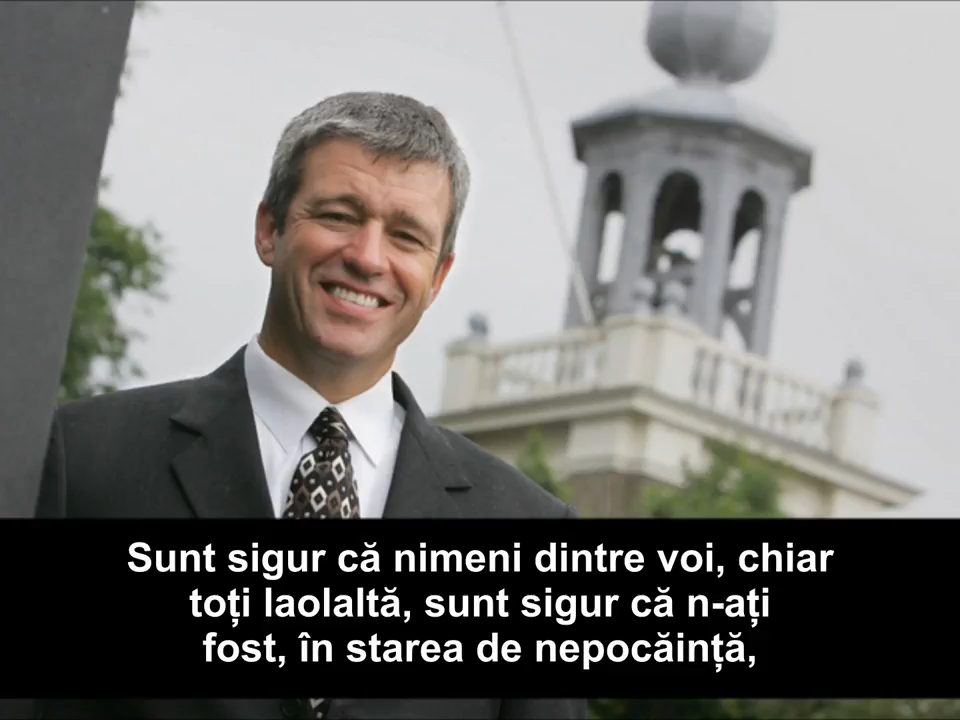 Sunt sigur că nimeni dintre voi, chiar
toți laolaltă, sunt sigur că n-ați
fost, în starea de nepocăință,